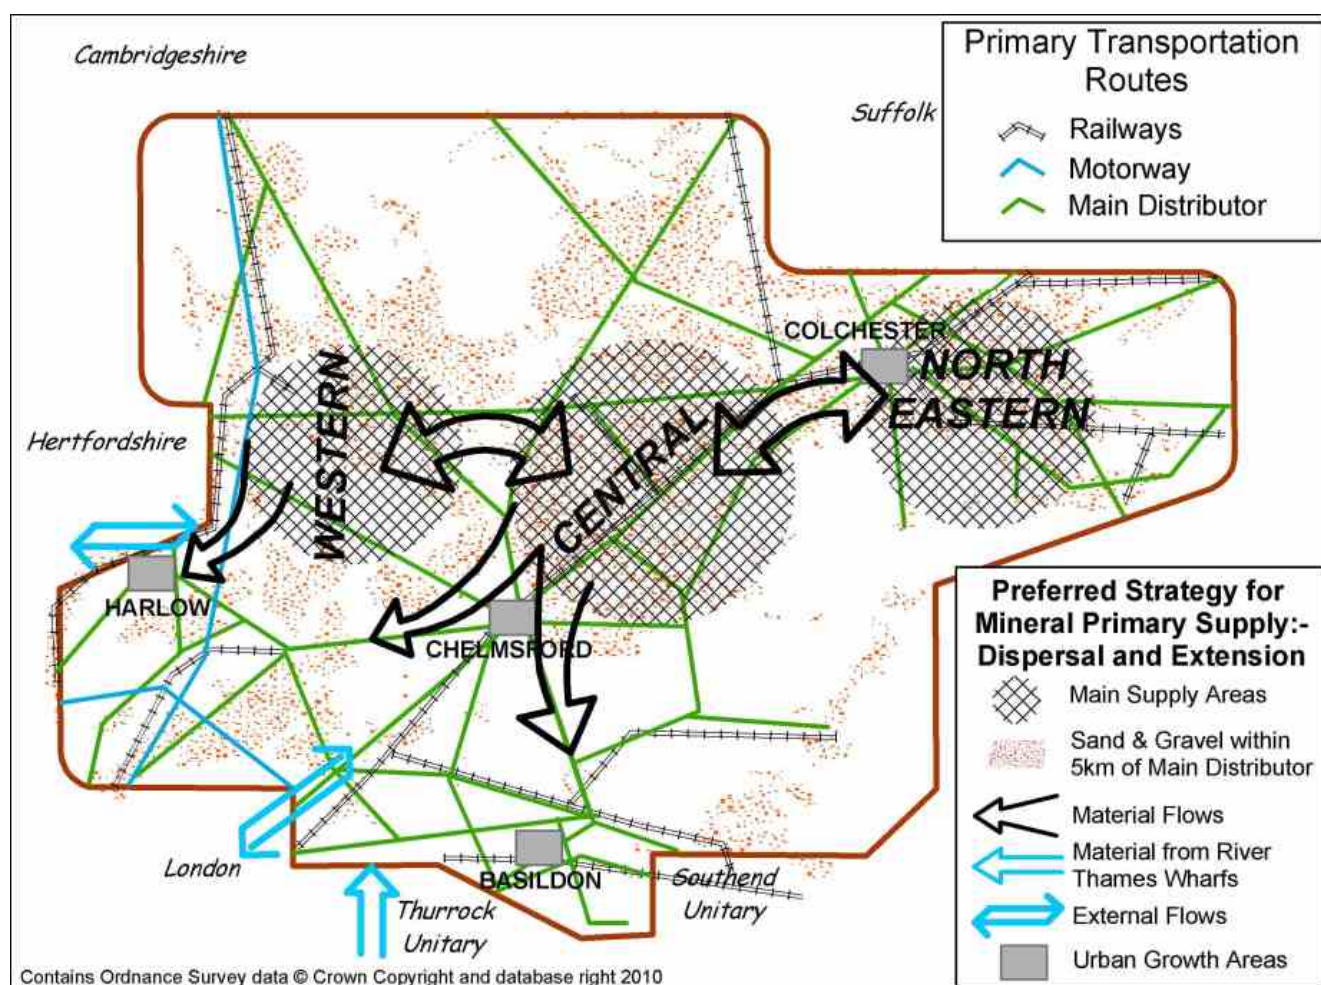 Cambridgeshire
Suffolk
Primary Transportation
Routes
Railways
Motorway
Main Distributor
COLCHESTER
NORTH
EASTERN
WESTERN
CENTRAL
Hertfordshire
HARLOW
CHELMSFORD
BASILDON
London
Thurrock
Unitary
Southend
Unitary
Preferred Strategy for
Mineral Primary Supply:-
Dispersal and Extension
Main Supply Areas
Sand & Gravel within
5km of Main Distributor
Material Flows
Material from River
Thames Wharfs
External Flows
Urban Growth Areas
Contains Ordnance Survey data © Crown Copyright and database right 2010